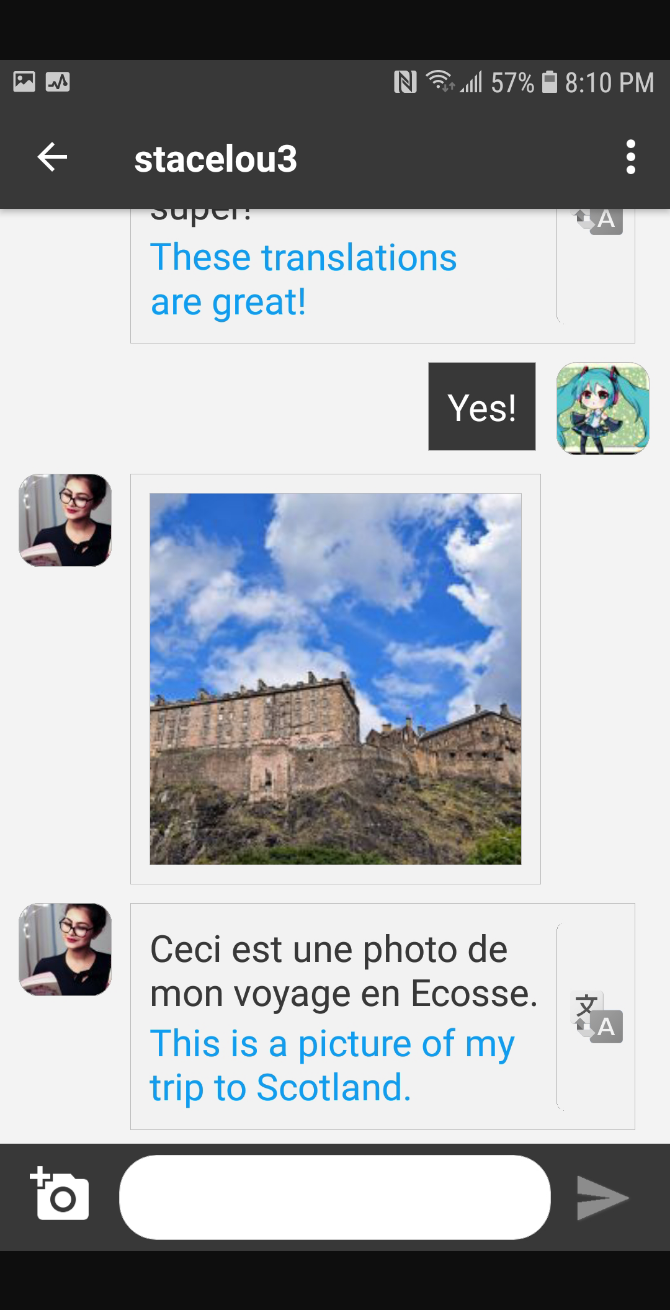 57% 8:10 PM
stacelou3
super!
These translations
are great!
Yes!
Ceci est une photo de
mon voyage en Ecosse.
This is a picture of my
trip to Scotland.
文
A